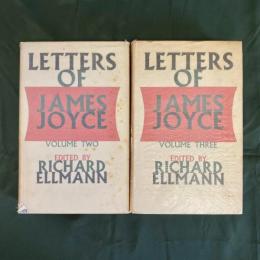 LETTERS
OF
JAMES
JOYCE
VOLUME TWO
EDITED BY
RICHARD
ELLMANN
LETTERS
OF
JAMES
JOYCE
VOLUME THREE
EDITED BY
RICHARD
ELLMANN